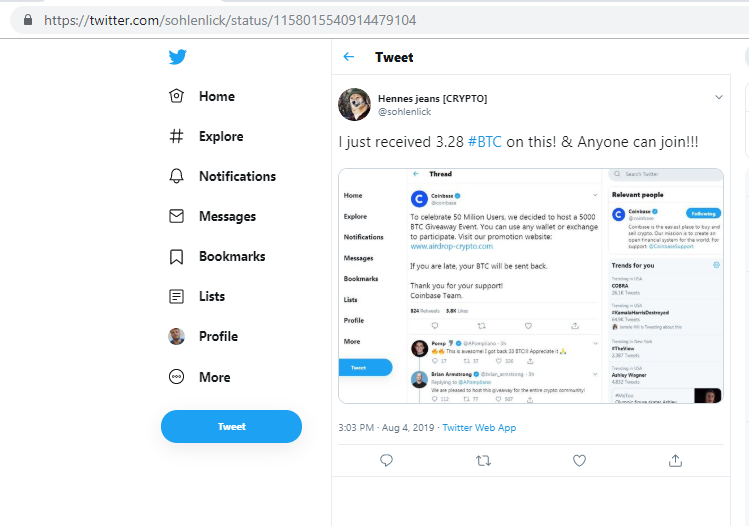 https://twitter.com/sohlenlick/status/1158015540914479104
Home
Explore
Notifications
Messages
Bookmarks
Lists
Profile
More
Tweet
Tweet
Hennes jeans [CRYPTO]
@sohlenlick
I just received 3.28 #BTC on this! & Anyone can join!!!
Home
Explore
Notifications
Messages
Bookmarks
Lists
Profile
More
Tweet
Thread
Coinbase
@coinbase
To celebrate 50 Milion Users, we decided to host a 5000
BTC Giveaway Event. You can use any wallet or exchange
to participate. Visit our promotion website:
www.airdrop-crypto.com
If you are late, your BTC will be sent back.
Thank you for your support!
Coinbase Team.
824 Retweets 5.8K Likes
Pomp @APompliano · 3h
This is awesome! I got back 33 BTC!!! Appreciate it
17 77 328
Brian Armstrong @brian_armstrong · 3h
Replying to @APompliano
We are pleased to host this giveaway for the entire crypto community!
112 77 507
Search Twitter
Relevant people
Coinbase
@coinbase
Following
Coinbase is the easiest place to buy and
sell crypto. Our mission is to create an
open financial system for the world. For
support: @CoinbaseSupport
Trends for you
Trending in USA
COBRA
26.1K Tweets
Trending in USA
#KamalaHarrisDestroyed
64.9K Tweets
Jamela Hill is Tweeting about this
Trending in New York
#TheView
2,387 Tweets
Trending in USA
Ashley Wagner
4,832 Tweets
#MeToo
Olympic figure skater Ashley
3:03 PM · Aug 4, 2019 · Twitter Web App